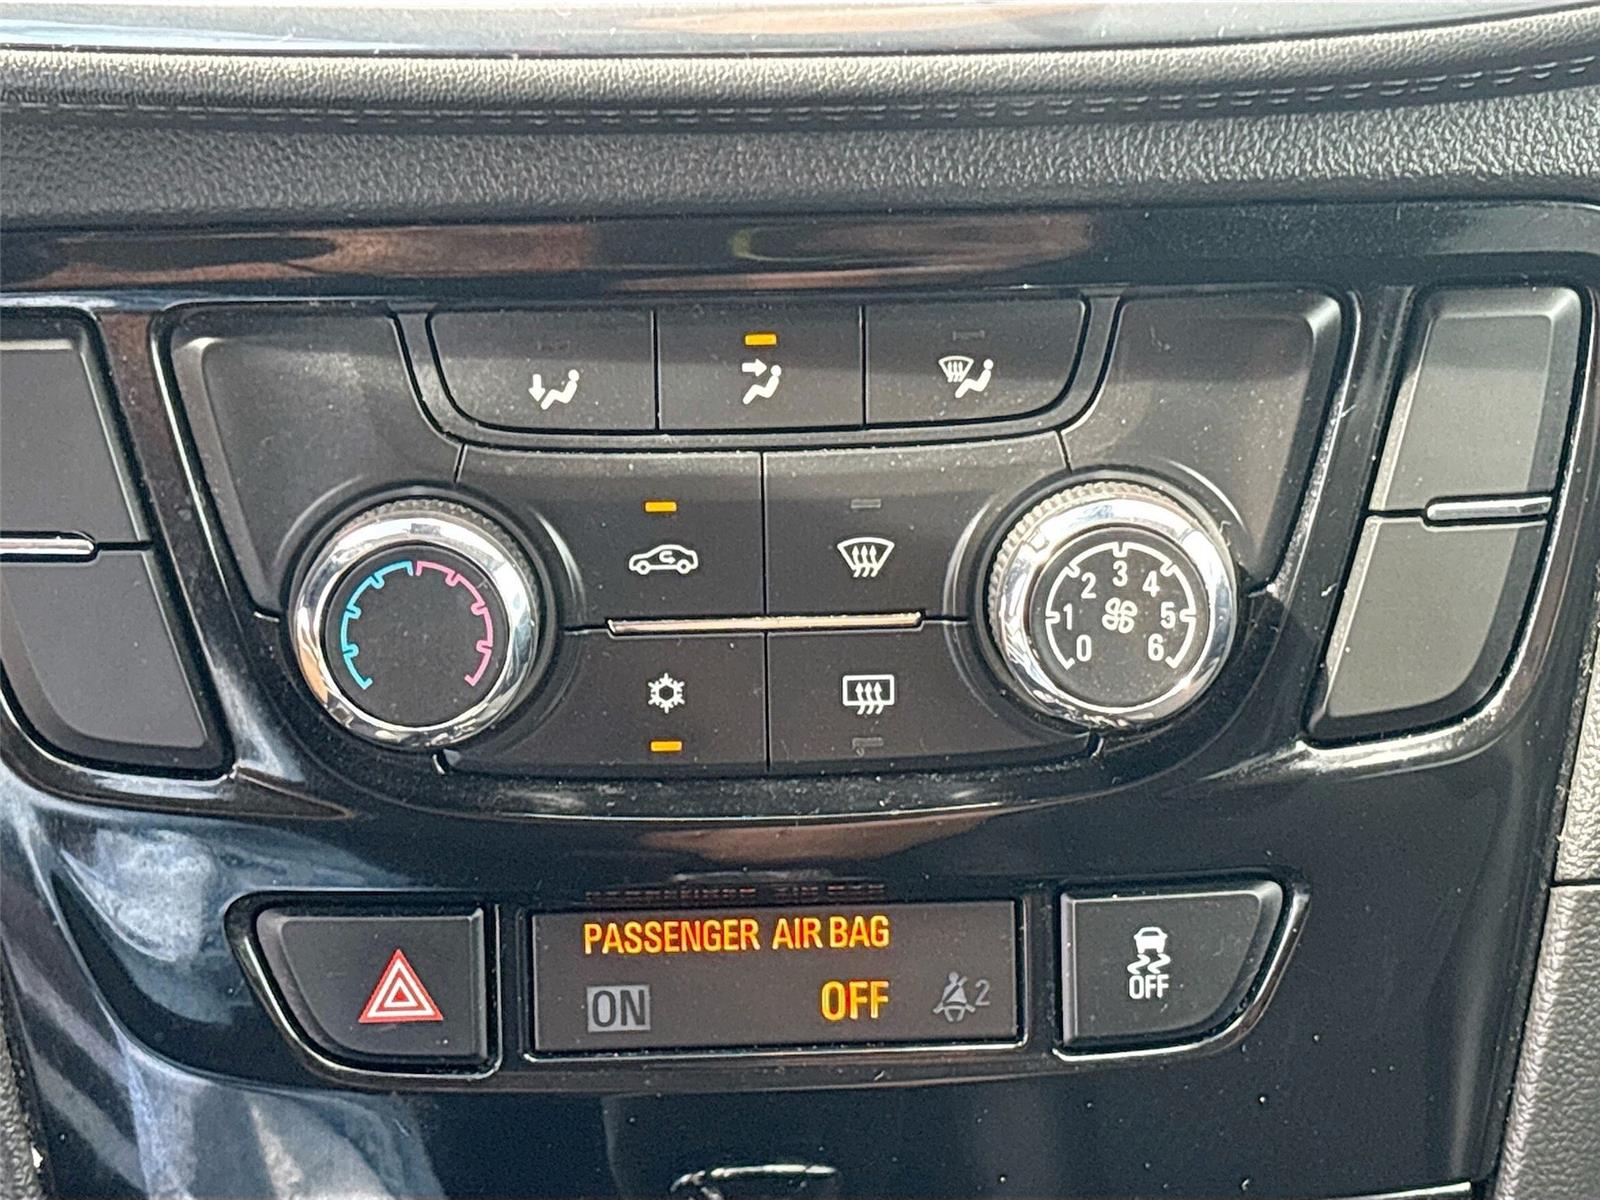 0 1 2 3 4 5 6
PASSENGER AIR BAG
ON OFF 2
OFF